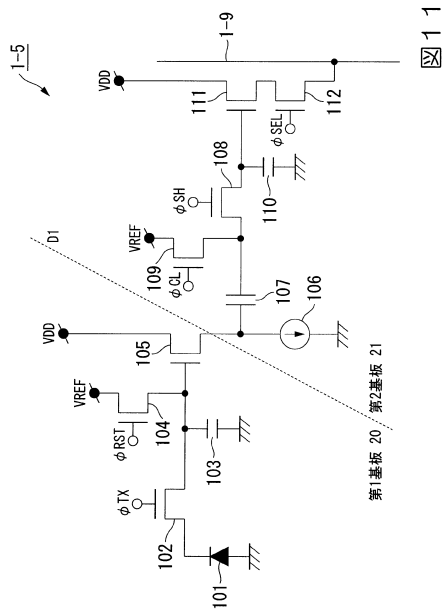 図11
1-5
1-9
VDD
111
112
φSEL
φSH
108
110
VREF
109
φCL
D1
107
106
VDD
105
VREF
104
φRST
103
φTX
102
101
第1基板 20
第2基板 21